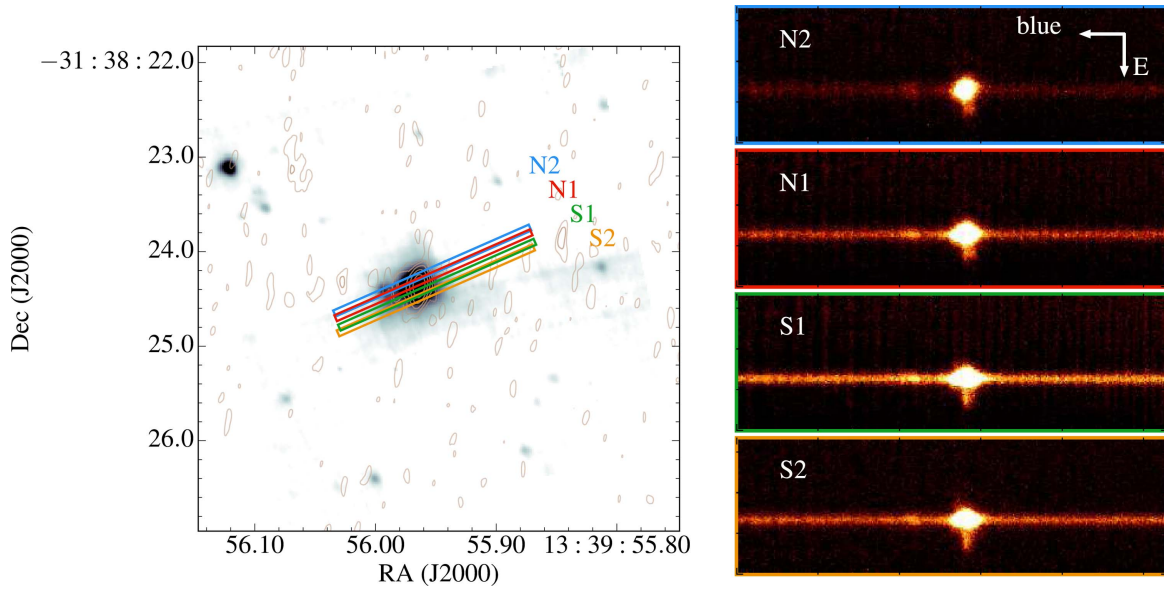 −31 : 38 : 22.0
23.0
24.0
25.0
26.0
Dec (J2000)
N2
N1
S1
S2
56.10
56.00
55.90
13 : 39 : 55.80
RA (J2000)
N2
blue
E
N1
S1
S2